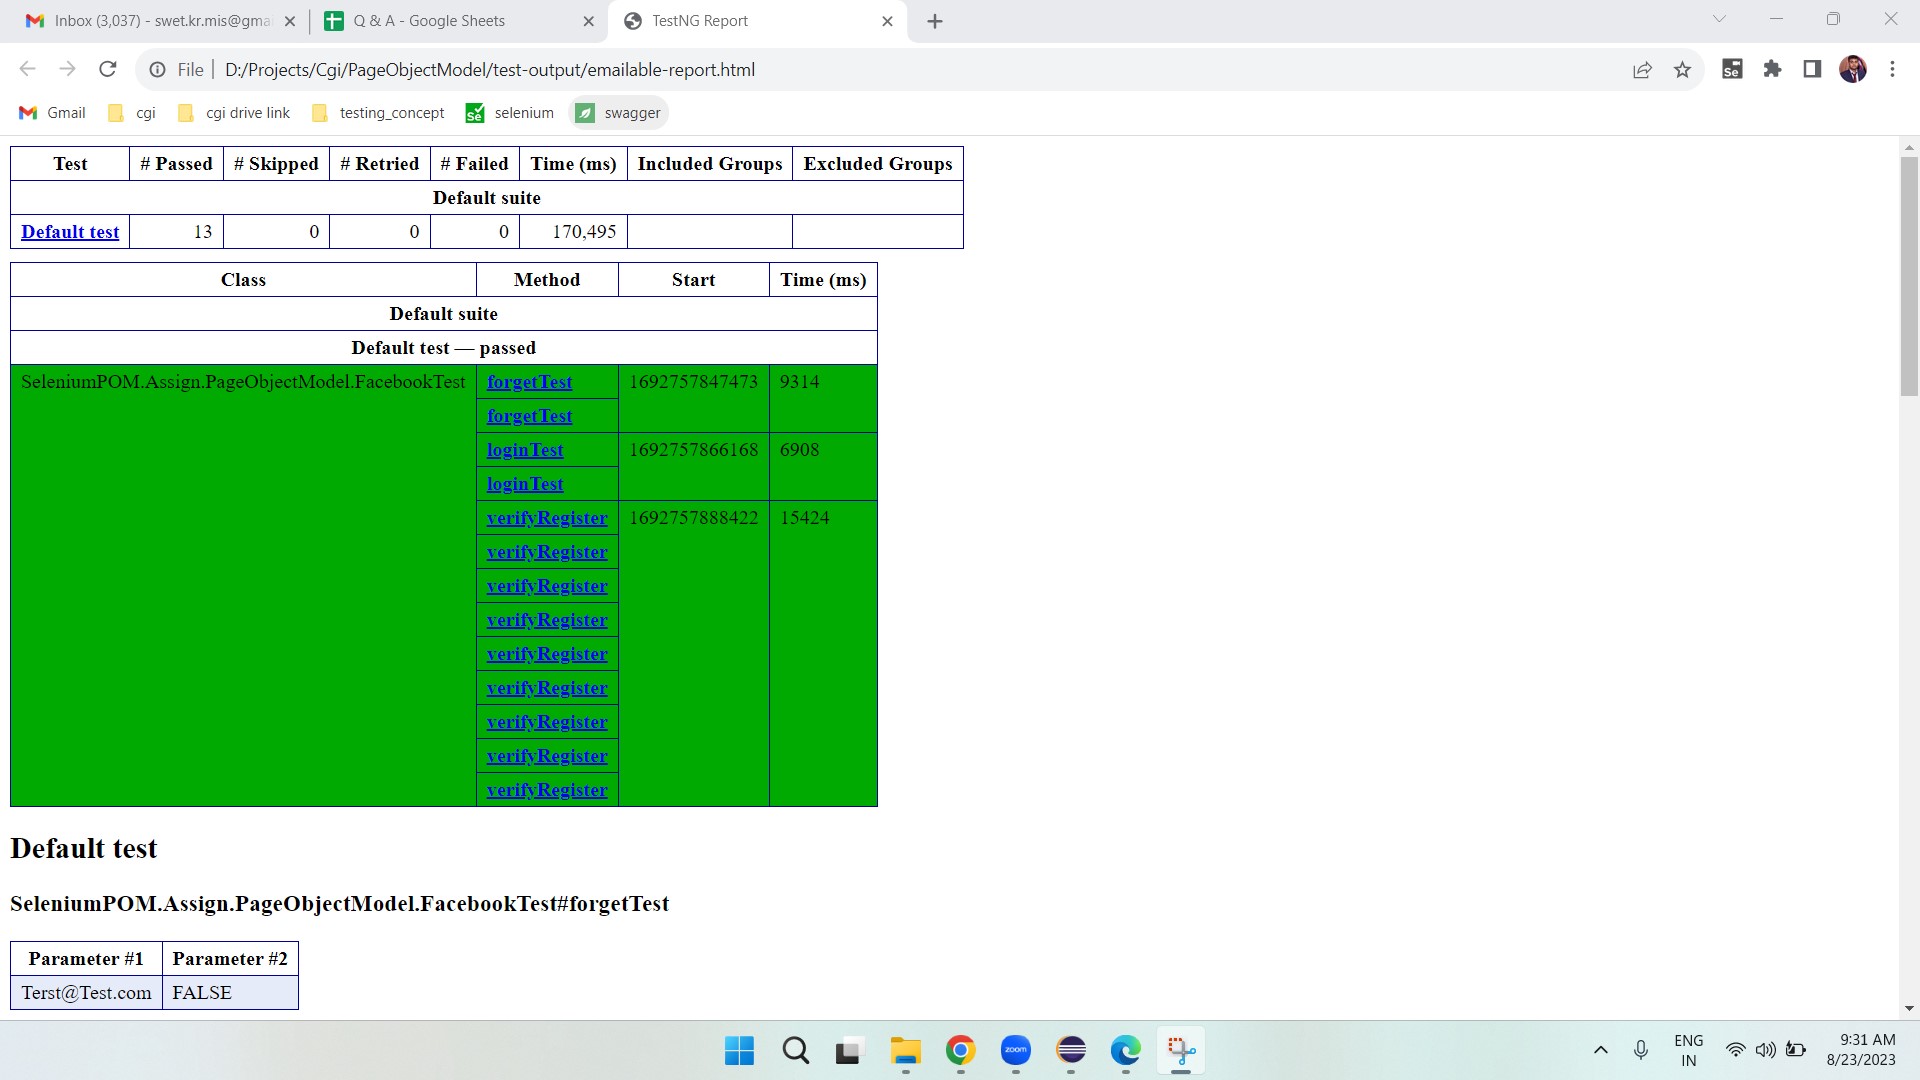 Inbox (3,037) - swet.kr.mis@gma
Q & A - Google Sheets
TestNG Report
File
D:/Projects/Cgi/PageObjectModel/test-output/emailable-report.html
Se
Gmail
cgi
cgi drive link
testing_concept
Se
selenium
swagger
Test # Passed # Skipped # Retried # Failed Time (ms) Included Groups Excluded Groups
Default suite
Default test 13 0 0 0 170,495
Class Method Start Time (ms)
Default suite
Default test — passed
SeleniumPOM.Assign.PageObjectModel.FacebookTest forgetTest 1692757847473 9314
forgetTest
loginTest 1692757866168 6908
loginTest
verifyRegister 1692757888422 15424
verifyRegister
verifyRegister
verifyRegister
verifyRegister
verifyRegister
verifyRegister
verifyRegister
verifyRegister
Default test
SeleniumPOM.Assign.PageObjectModel.FacebookTest#forgetTest
Parameter #1 Parameter #2
Terst@Test.com FALSE
zoom
ENG
IN
9:31 AM
8/23/2023